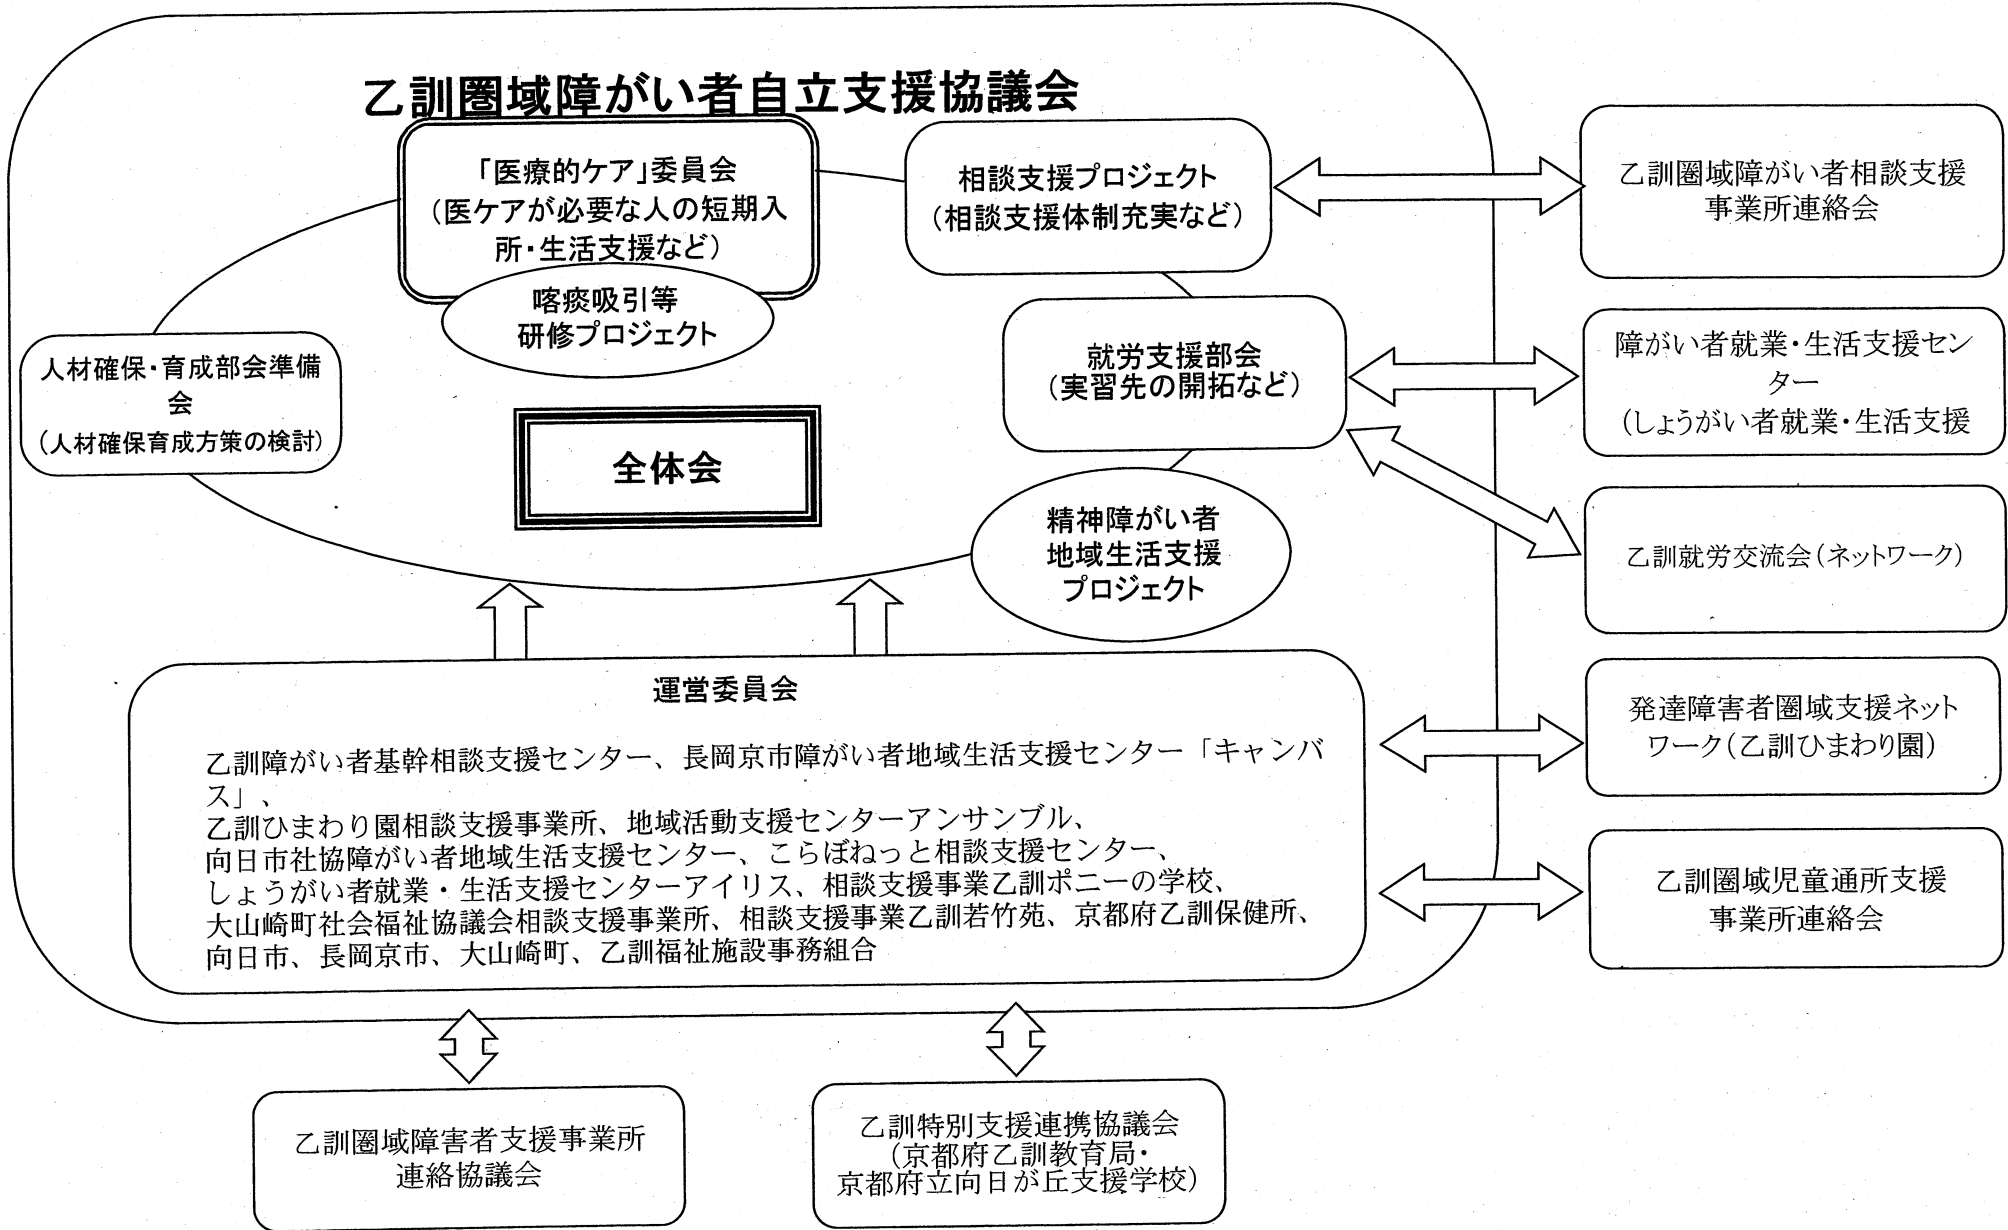 乙訓圏域障がい者自立支援協議会
「医療的ケア」委員会
(医ケアが必要な人の短期入
所・生活支援など)
喀痰吸引等
研修プロジェクト
相談支援プロジェクト
(相談支援体制充実など)
乙訓圏域障がい者相談支援
事業所連絡会
人材確保・育成部会準備
会
(人材確保育成方策の検討)
就労支援部会
(実習先の開拓など)
障がい者就業・生活支援セン
ター
(しょうがい者就業・生活支援
全体会
精神障がい者
地域生活支援
プロジェクト
乙訓就労交流会(ネットワーク)
運営委員会
乙訓障がい者基幹相談支援センター、長岡京市障がい者地域生活支援センター「キャンバ
ス」、
乙訓ひまわり園相談支援事業所、地域活動支援センターアンサンブル、
向日市社協障がい者地域生活支援センター、こらぼねっと相談支援センター、
しょうがい者就業・生活支援センターアイリス、相談支援事業乙訓ポニーの学校、
大山崎町社会福祉協議会相談支援事業所、相談支援事業乙訓若竹苑、京都府乙訓保健所、
向日市、長岡京市、大山崎町、乙訓福祉施設事務組合
発達障害者圏域支援ネット
ワーク(乙訓ひまわり園)
乙訓圏域児童通所支援
事業所連絡会
乙訓圏域障害者支援事業所
連絡協議会
乙訓特別支援連携協議会
(京都府乙訓教育局・
京都府立向日が丘支援学校)